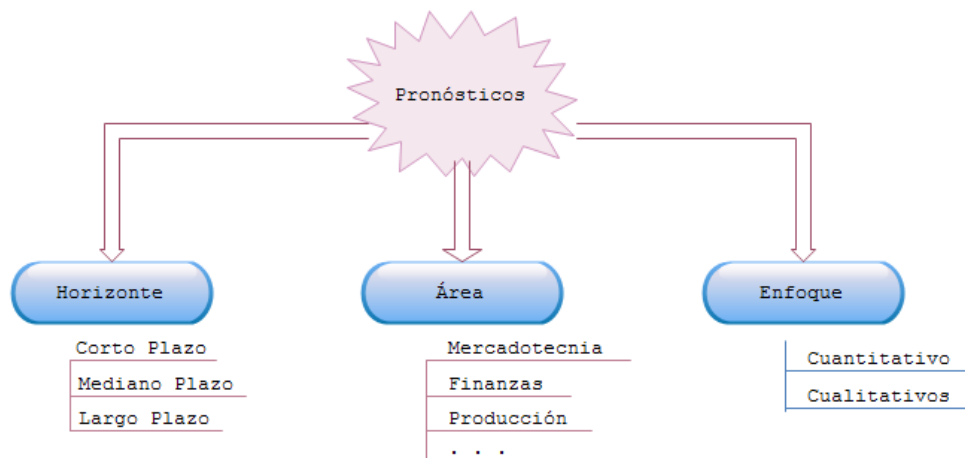 Pronósticos
Horizonte
Corto Plazo
Mediano Plazo
Largo Plazo
Área
Mercadotecnia
Finanzas
Producción
. . .
Enfoque
Cuantitativo
Cualitativos